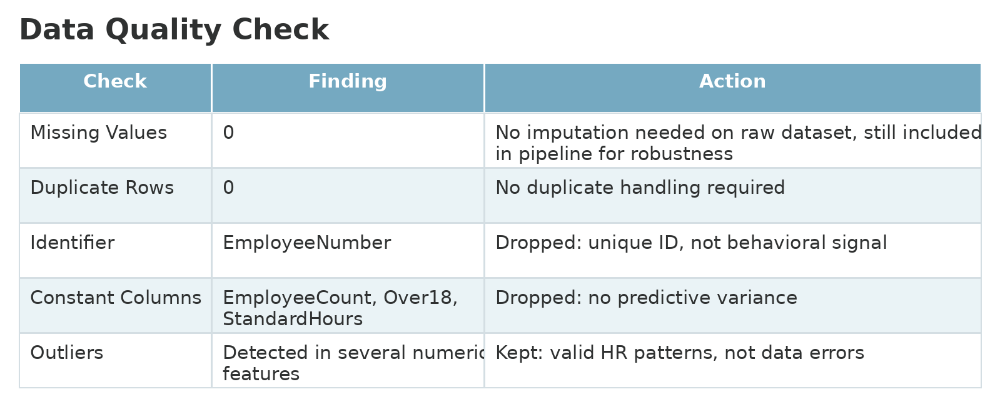 Data Quality Check
Check Finding Action
Missing Values 0 No imputation needed on raw dataset, still included
in pipeline for robustness
Duplicate Rows 0 No duplicate handling required
Identifier EmployeeNumber Dropped: unique ID, not behavioral signal
Constant Columns EmployeeCount, Over18, Dropped: no predictive variance
StandardHours
Outliers Detected in several numeric Kept: valid HR patterns, not data errors
features